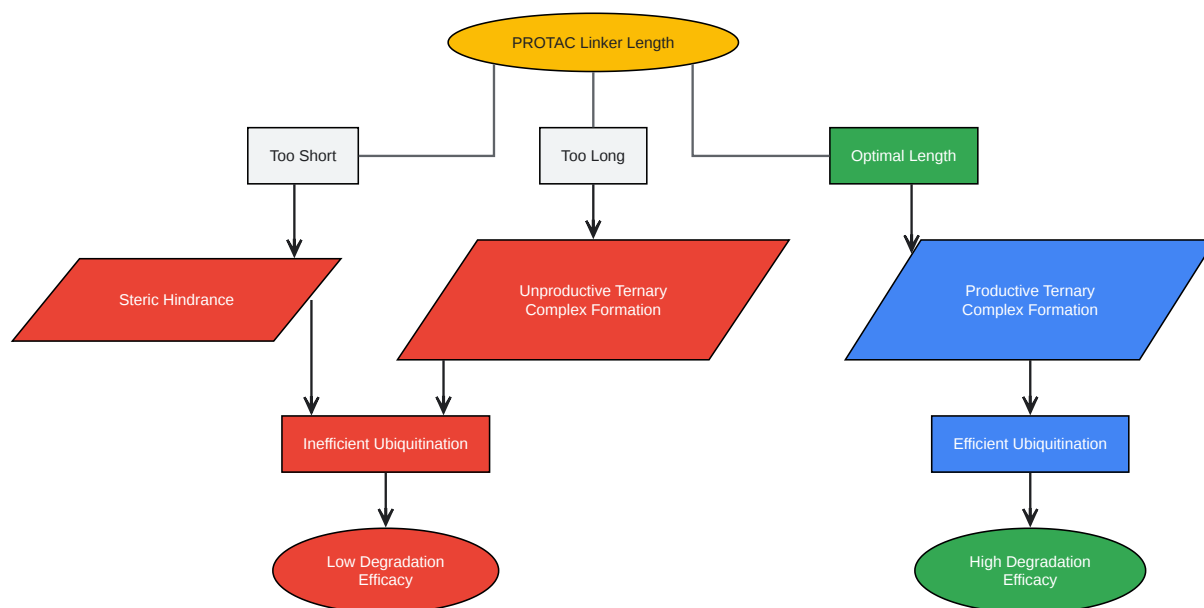 PROTAC Linker Length
Too Short
Too Long
Optimal Length
Steric Hindrance
Unproductive Ternary
Complex Formation
Productive Ternary
Complex Formation
Inefficient Ubiquitination
Efficient Ubiquitination
Low Degradation
Efficacy
High Degradation
Efficacy